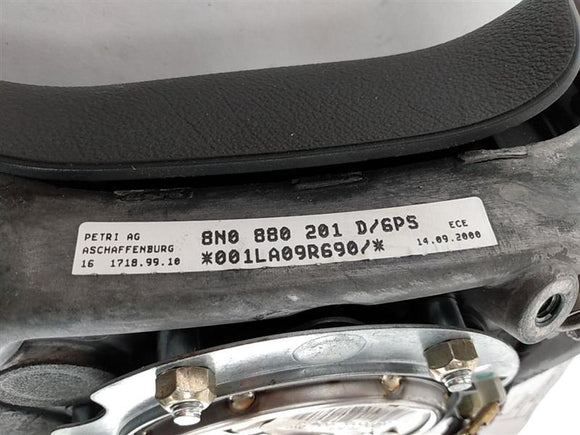 PETRI AG
ASCHAFFENBURG
16 1718.99.10
8N0 880 201 D/6PS
*001LA09R690/*
ECE
14.09.2000